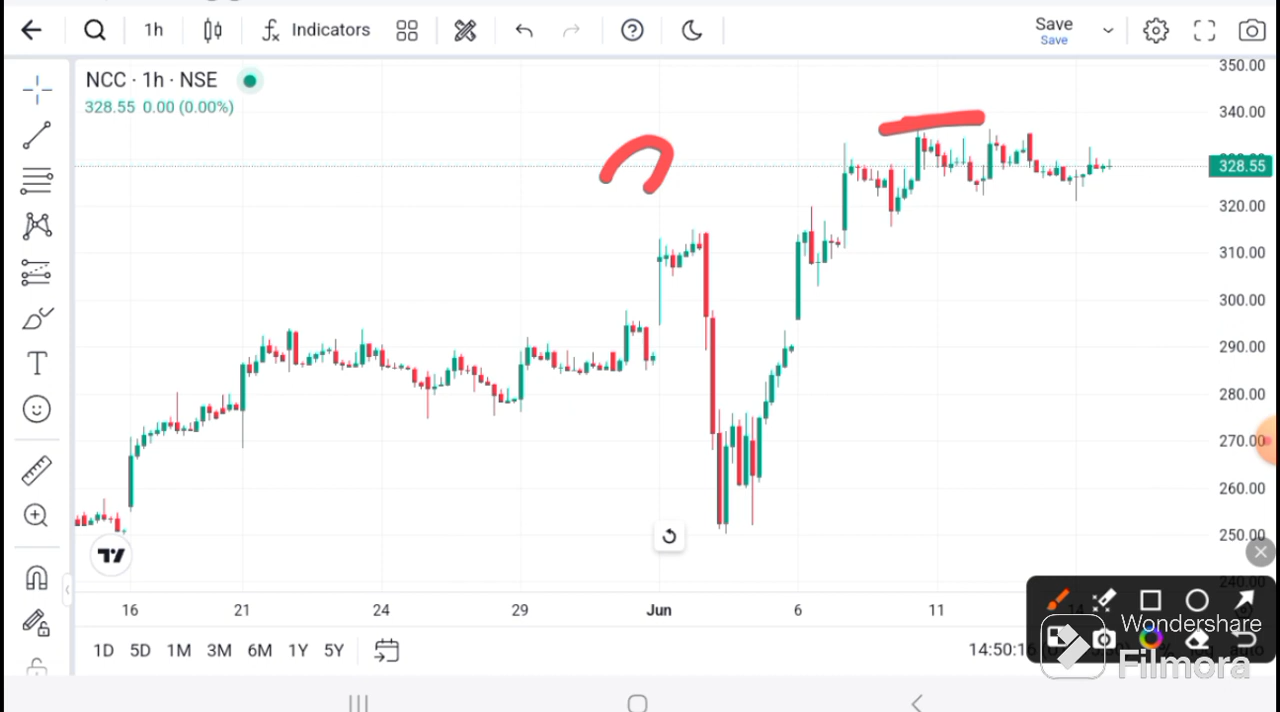 1h Indicators Save
Save
NCC · 1h · NSE
328.55 0.00 (0.00%)
350.00
340.00
328.55
320.00
310.00
300.00
290.00
280.00
270.00
260.00
250.00
240.00
16 21 24 29 Jun 6 11 14
1D 5D 1M 3M 6M 1Y 5Y
14:50:16
auto
Wondershare
Filmora